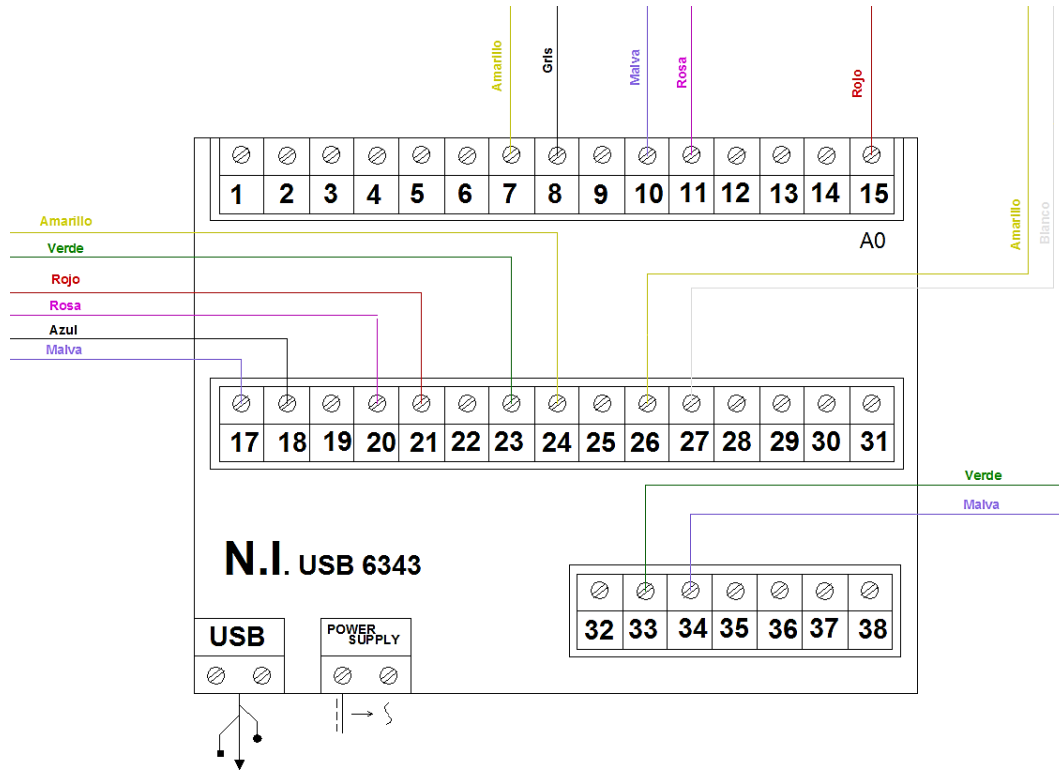 Amarillo
Gris
Malva
Rosa
Rojo
1 2 3 4 5 6 7 8 9 10 11 12 13 14 15
A0
Amarillo
Blanco
Amarillo
Verde
Rojo
Rosa
Azul
Malva
17 18 19 20 21 22 23 24 25 26 27 28 29 30 31
Verde
Malva
N.I. USB 6343
32 33 34 35 36 37 38
USB
POWER
SUPPLY